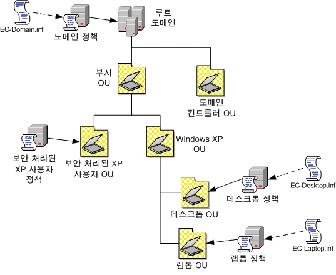 루트
도메인
EC-Domain.inf
도메인 정책
부서
OU
도메인
컨트롤러 OU
보안 처리된
XP 사용자
정책
보안 처리된 XP
사용자 OU
Windows XP
OU
EC-Desktop.inf
데스크톱 정책
데스크톱 OU
EC-Laptop.inf
랩톱 정책
랩톱 OU